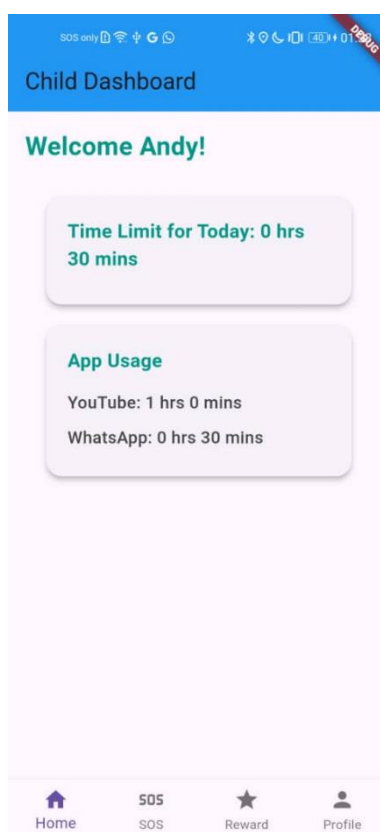 SOS only
40
DEBUG
Child Dashboard
Welcome Andy!
Time Limit for Today: 0 hrs
30 mins
App Usage
YouTube: 1 hrs 0 mins
WhatsApp: 0 hrs 30 mins
SOS
Home
SOS
Reward
Profile